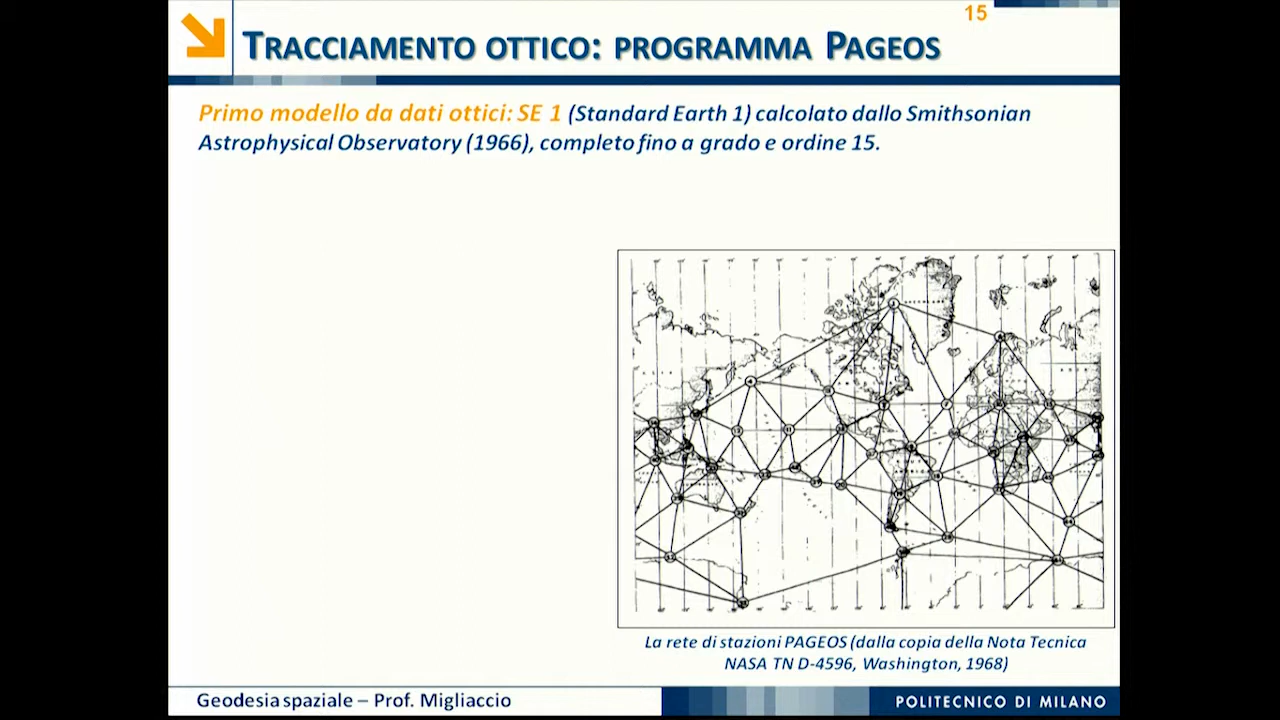 15
TRACCIAMENTO OTTICO: PROGRAMMA PAGEOS
Primo modello da dati ottici: SE 1 (Standard Earth 1) calcolato dallo Smithsonian
Astrophysical Observatory (1966), completo fino a grado e ordine 15.
La rete di stazioni PAGEOS (dalla copia della Nota Tecnica
NASA TN D-4596, Washington, 1968)
Geodesia spaziale – Prof. Migliaccio
POLITECNICO DI MILANO